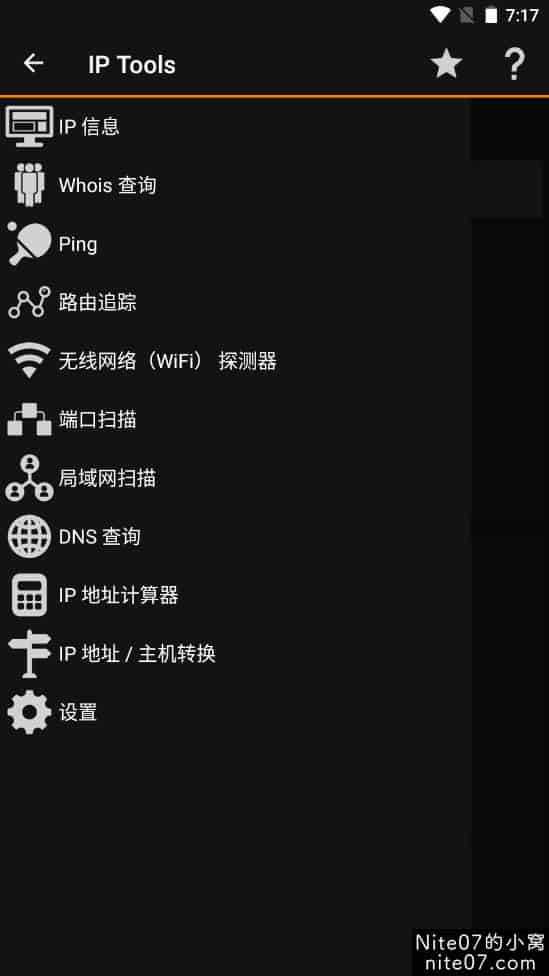 7:17
IP Tools
IP 信息
Whois 查询
Ping
路由追踪
无线网络（WiFi） 探测器
端口扫描
局域网扫描
DNS 查询
IP 地址计算器
IP 地址 / 主机转换
设置
Nite07的小窝
nite07.com